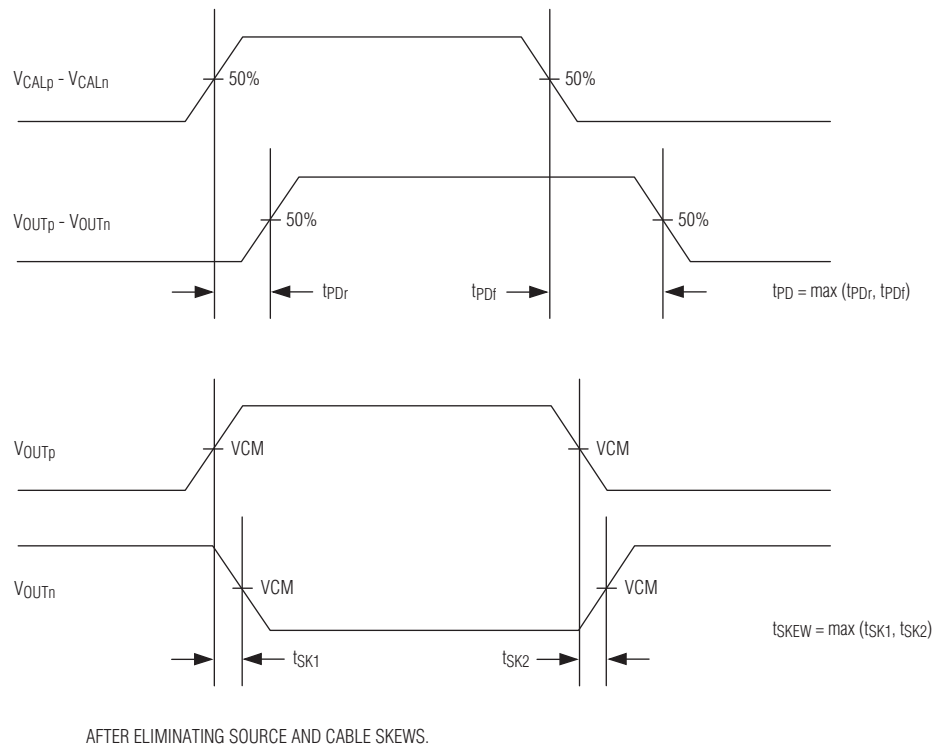 VCALp - VCALn
50%
50%
VOUTp - VOUTn
50%
50%
tPDr
tPDf
tPD = max (tPDr, tPDf)
VOUTp
VCM
VCM
VOUTn
VCM
VCM
tSK1
tSK2
tSKEW = max (tSK1, tSK2)
AFTER ELIMINATING SOURCE AND CABLE SKEWS.